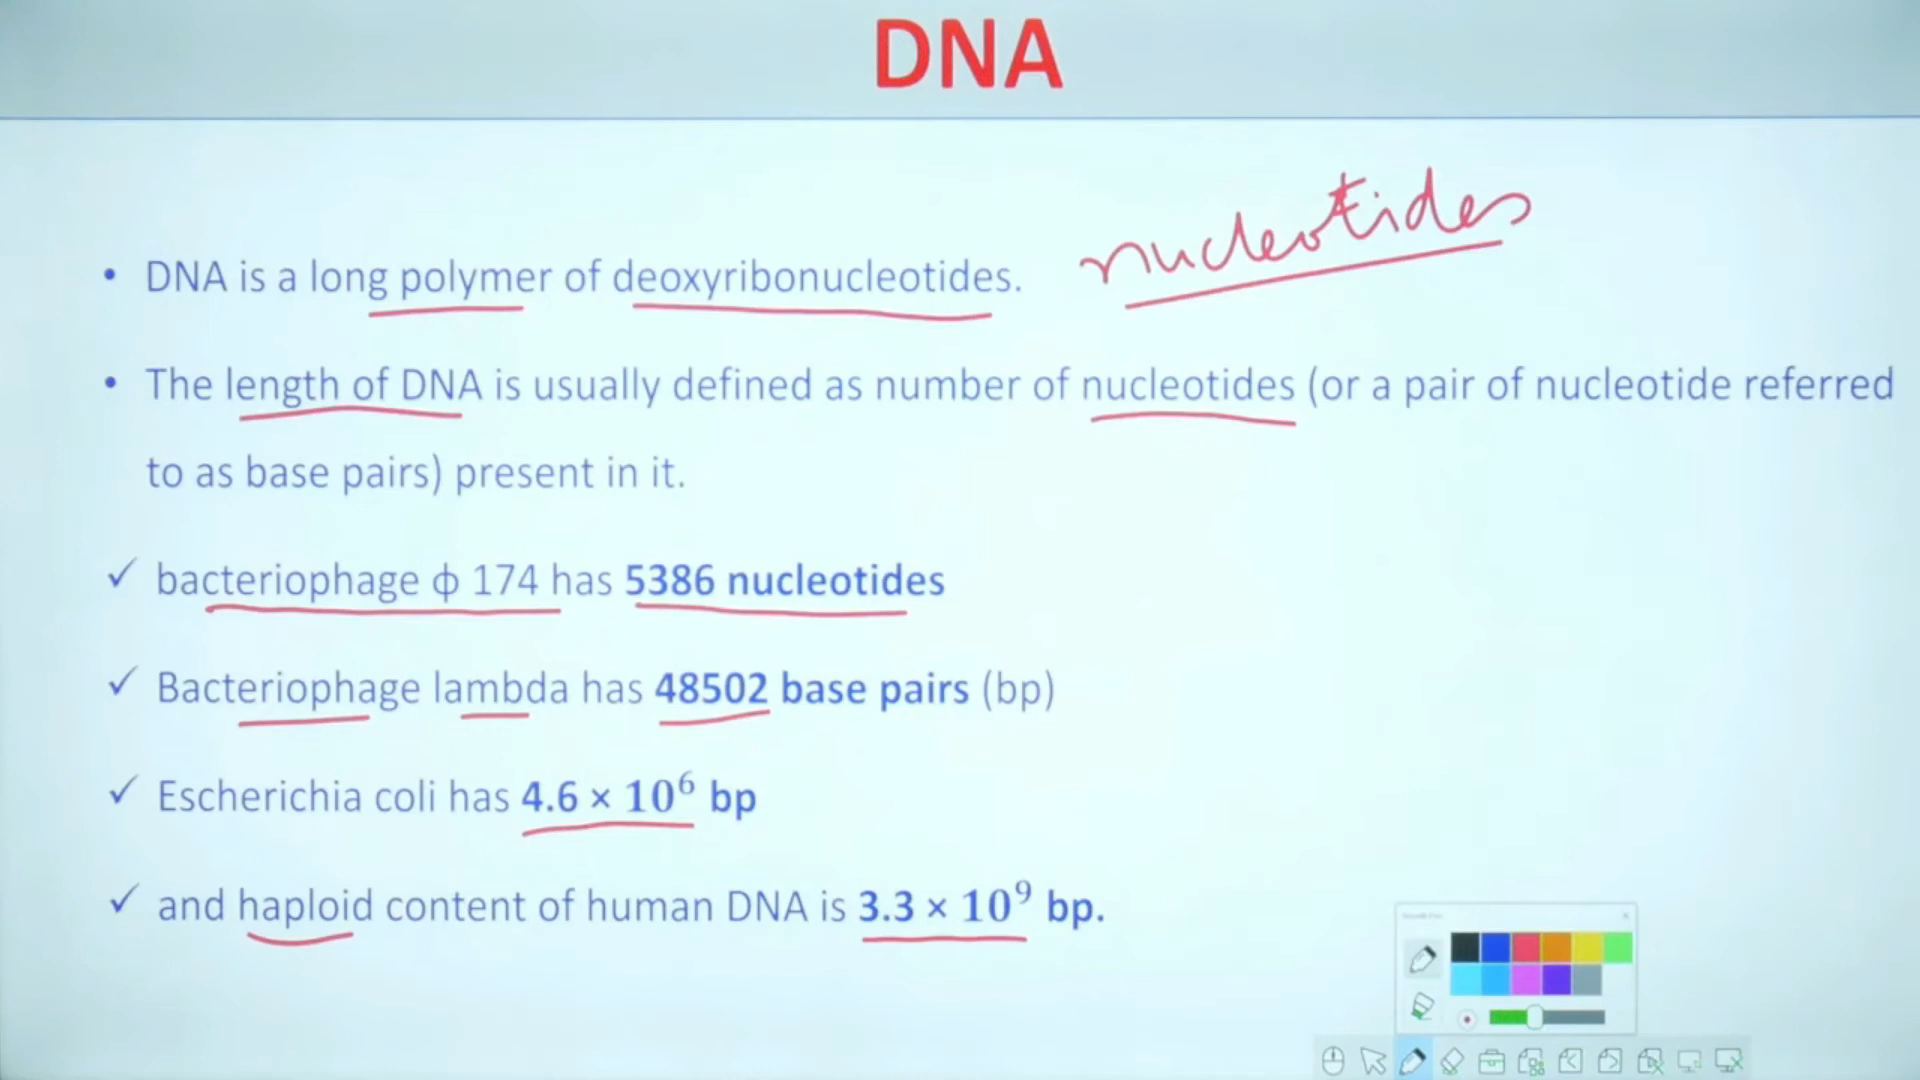 DNA
nucleotides
• DNA is a long polymer of deoxyribonucleotides.
• The length of DNA is usually defined as number of nucleotides (or a pair of nucleotide referred
to as base pairs) present in it.
✓ bacteriophage ϕ 174 has 5386 nucleotides
✓ Bacteriophage lambda has 48502 base pairs (bp)
✓ Escherichia coli has 4.6 × 10⁶ bp
✓ and haploid content of human DNA is 3.3 × 10⁹ bp.